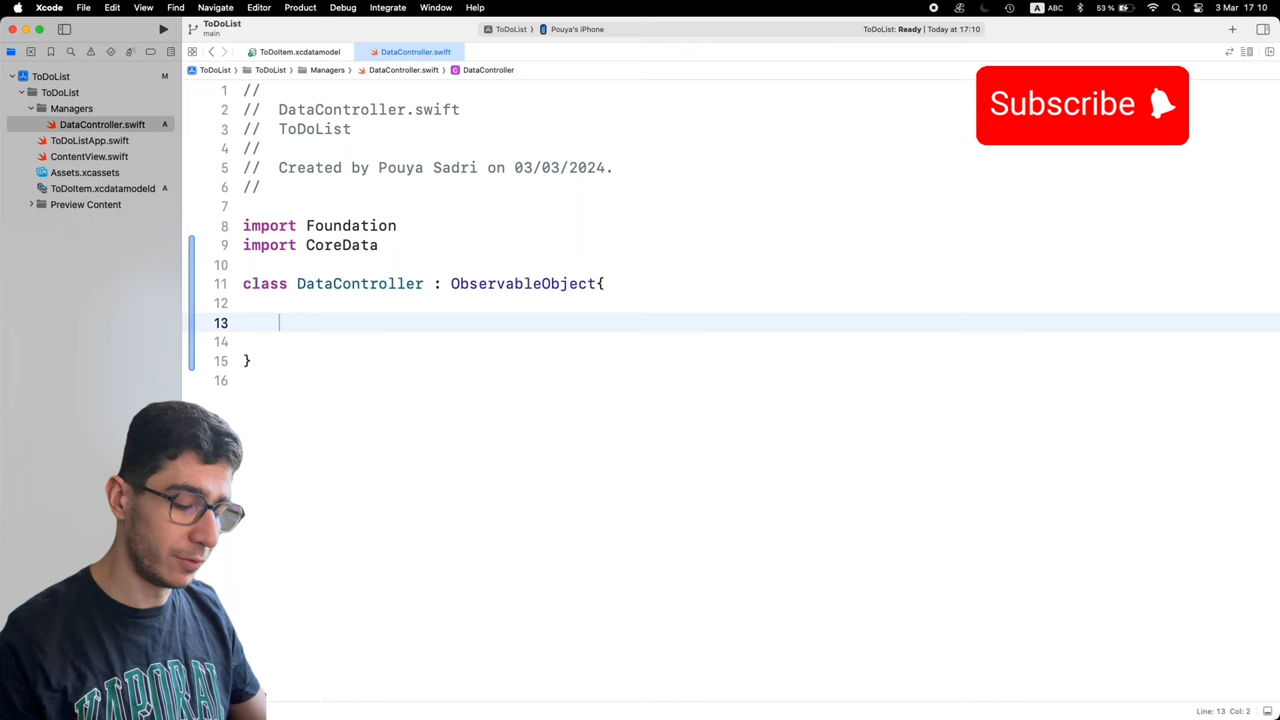 Xcode File Edit View Find Navigate Editor Product Debug Integrate Window Help
A ABC 53 % 3 Mar 17 10
ToDoList
main
ToDoList 〉 Pouya's iPhone
ToDoList: Ready | Today at 17:10
ToDoItem.xcdatamodel
DataController.swift
ToDoList 〉 ToDoList 〉 Managers 〉 DataController.swift 〉 C DataController
ToDoList M
ToDoList
Managers
DataController.swift A
ToDoListApp.swift
ContentView.swift
Assets.xcassets
ToDoItem.xcdatamodeld A
Preview Content
1 //
2 // DataController.swift
3 // ToDoList
4 //
5 // Created by Pouya Sadri on 03/03/2024.
6 //
7
8 import Foundation
9 import CoreData
10
11 class DataController : ObservableObject{
12
13
14
15 }
16
Subscribe
KAPORAL
Line: 13 Col: 2